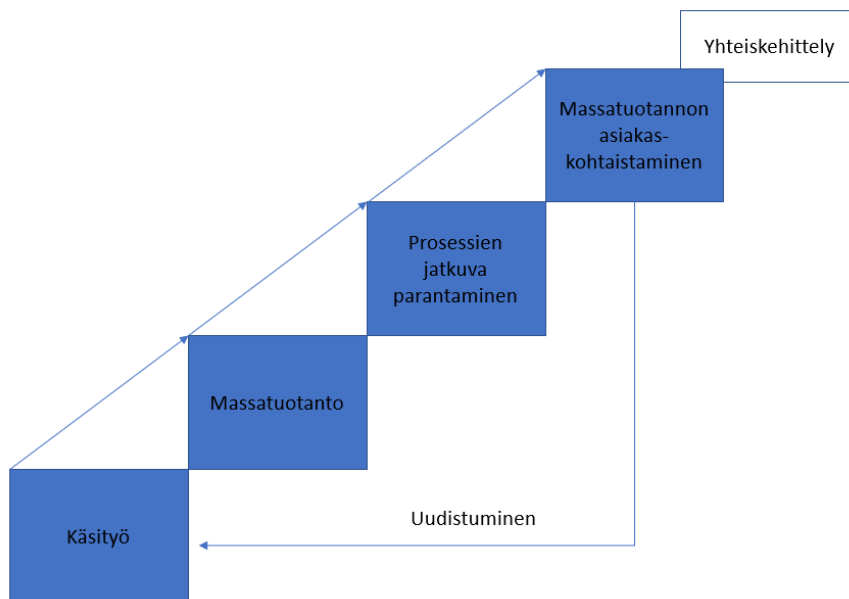 Yhteiskehittely
Massatuotannon
asiakas-
kohtaistaminen
Prosessien
jatkuva
parantaminen
Massatuotanto
Uudistuminen
Käsityö